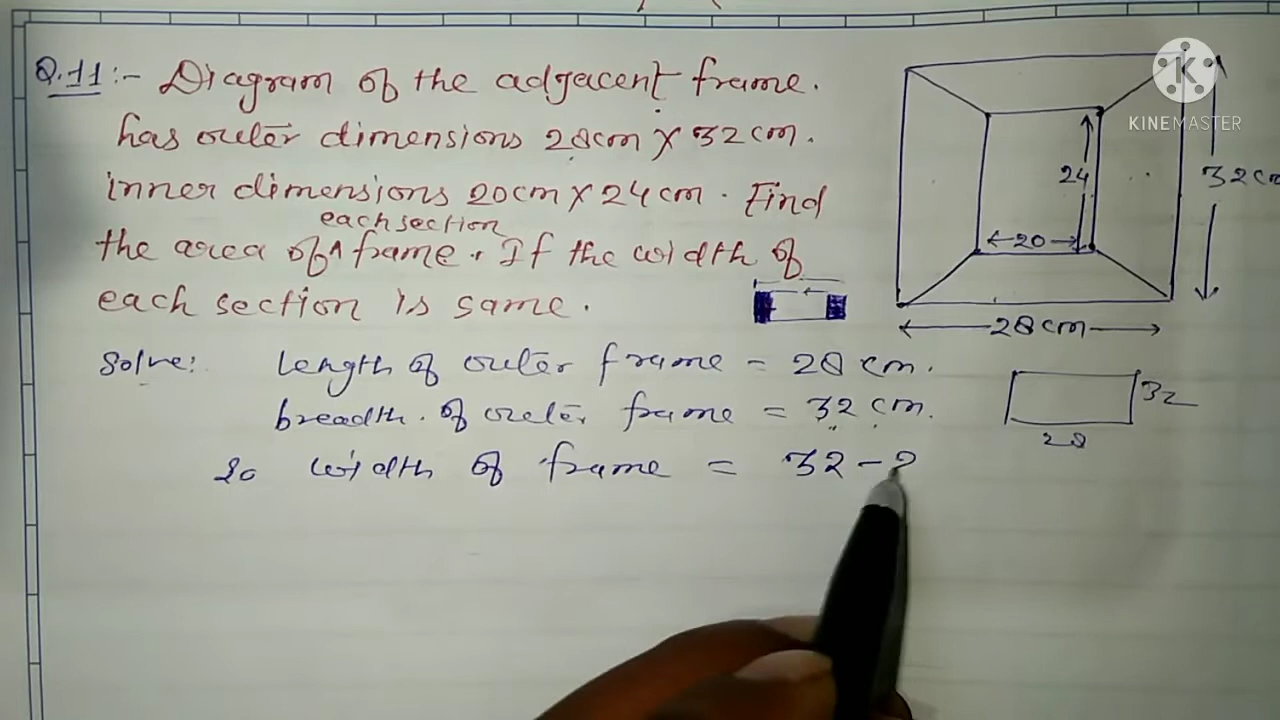 Q.11:- Diagram of the adjacent frame.
has outer dimensions 28cm X 32cm.
inner dimensions 20cm X 24cm. Find
each section
the area of ^ frame. If the width of
each section is same.
Solve: Length of outer frame = 28 cm.
breadth. of outer frame = 32 cm.
So width of frame = 32-2
24
20
32cm
28cm
32
28
K
KINEMASTER